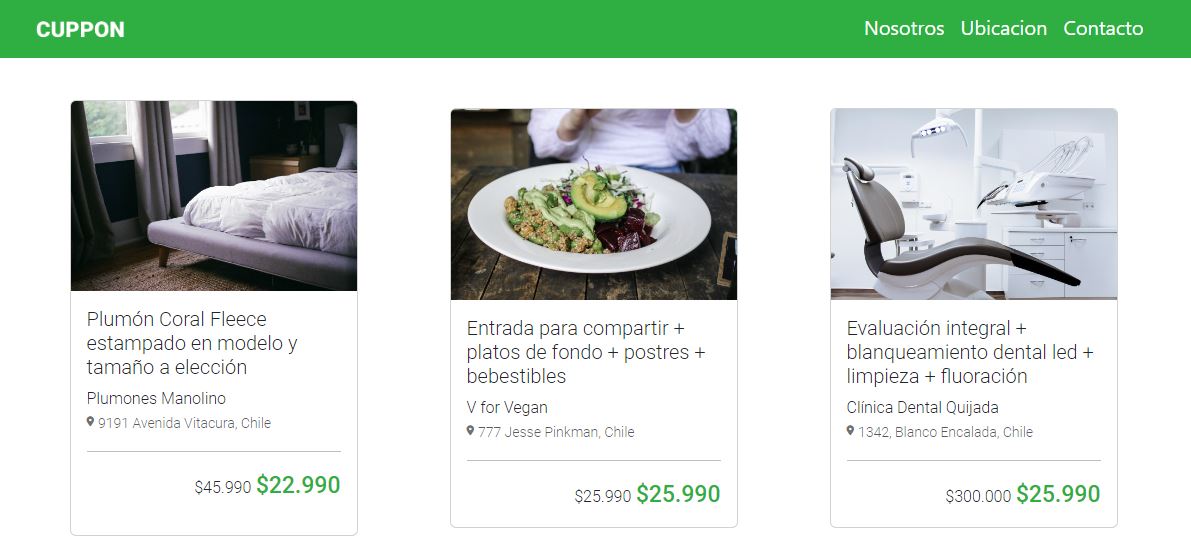 CUPPON
Nosotros Ubicacion Contacto
Plumón Coral Fleece
estampado en modelo y
tamaño a elección
Plumones Manolino
9191 Avenida Vitacura, Chile
$45.990 $22.990
Entrada para compartir +
platos de fondo + postres +
bebestibles
V for Vegan
777 Jesse Pinkman, Chile
$25.990 $25.990
Evaluación integral +
blanqueamiento dental led +
limpieza + fluoración
Clínica Dental Quijada
1342, Blanco Encalada, Chile
$300.000 $25.990